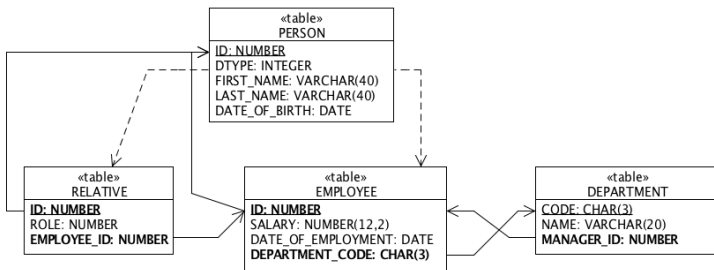 «table»
PERSON
ID: NUMBER
DTYPE: INTEGER
FIRST_NAME: VARCHAR(40)
LAST_NAME: VARCHAR(40)
DATE_OF_BIRTH: DATE
«table»
RELATIVE
ID: NUMBER
ROLE: NUMBER
EMPLOYEE_ID: NUMBER
«table»
EMPLOYEE
ID: NUMBER
SALARY: NUMBER(12,2)
DATE_OF_EMPLOYMENT: DATE
DEPARTMENT_CODE: CHAR(3)
«table»
DEPARTMENT
CODE: CHAR(3)
NAME: VARCHAR(20)
MANAGER_ID: NUMBER